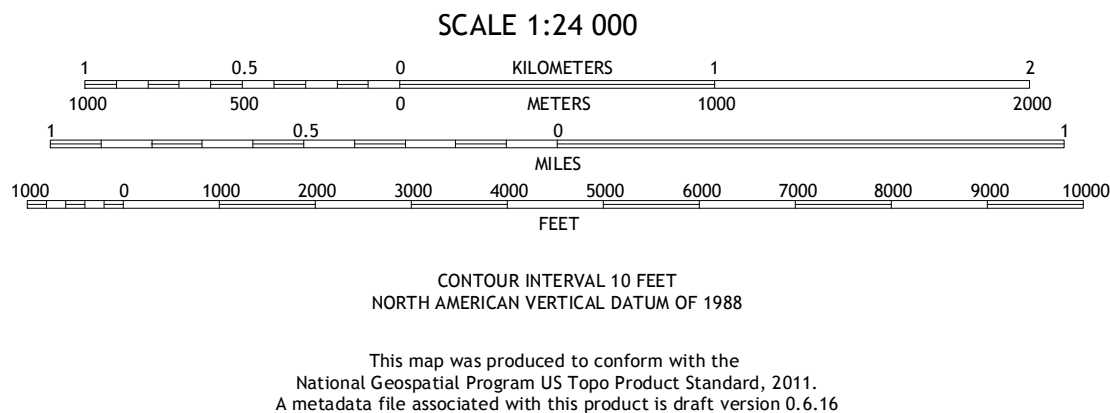 SCALE 1:24 000
1 0.5 0 KILOMETERS 1 2
1000 500 0 METERS 1000 2000
1 0.5 0 1
MILES
1000 0 1000 2000 3000 4000 5000 6000 7000 8000 9000 10000
FEET
CONTOUR INTERVAL 10 FEET
NORTH AMERICAN VERTICAL DATUM OF 1988
This map was produced to conform with the
National Geospatial Program US Topo Product Standard, 2011.
A metadata file associated with this product is draft version 0.6.16